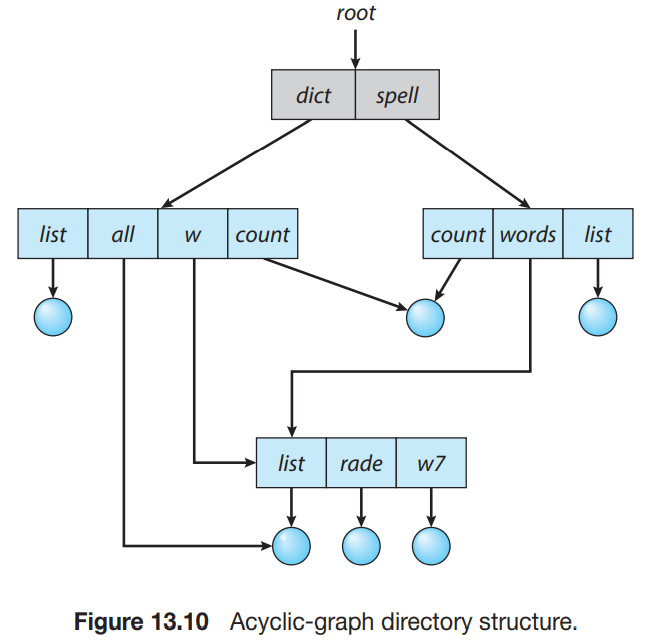 root
dict spell
list all w count count words list
list rade w7
Figure 13.10 Acyclic-graph directory structure.